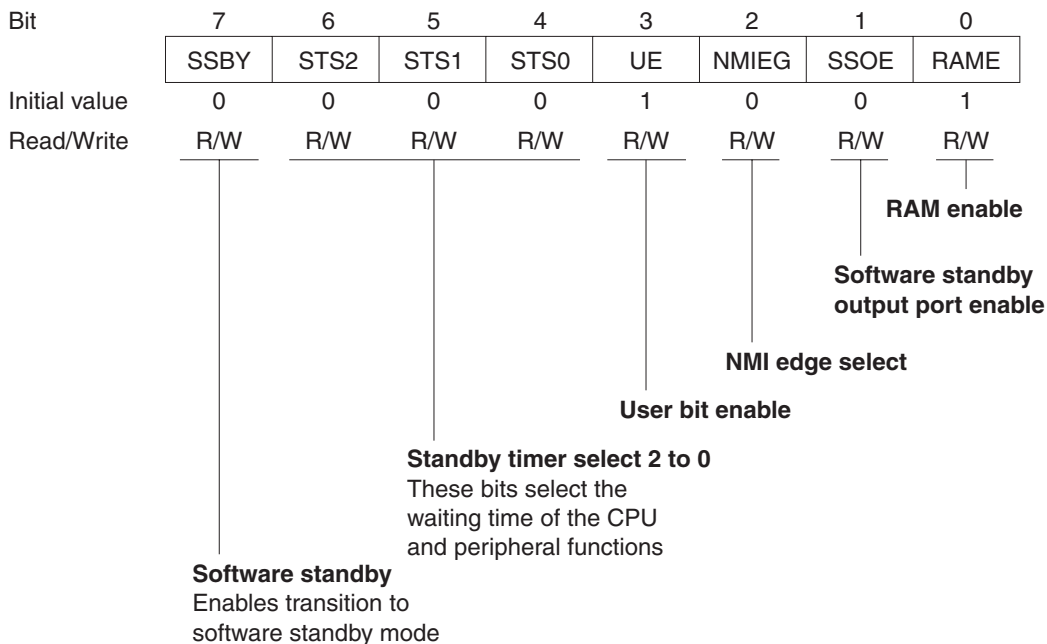 Bit 7 6 5 4 3 2 1 0
SSBY STS2 STS1 STS0 UE NMIEG SSOE RAME
Initial value 0 0 0 0 1 0 0 1
Read/Write R/W R/W R/W R/W R/W R/W R/W R/W
RAM enable
Software standby
output port enable
NMI edge select
User bit enable
Standby timer select 2 to 0
These bits select the
waiting time of the CPU
and peripheral functions
Software standby
Enables transition to
software standby mode